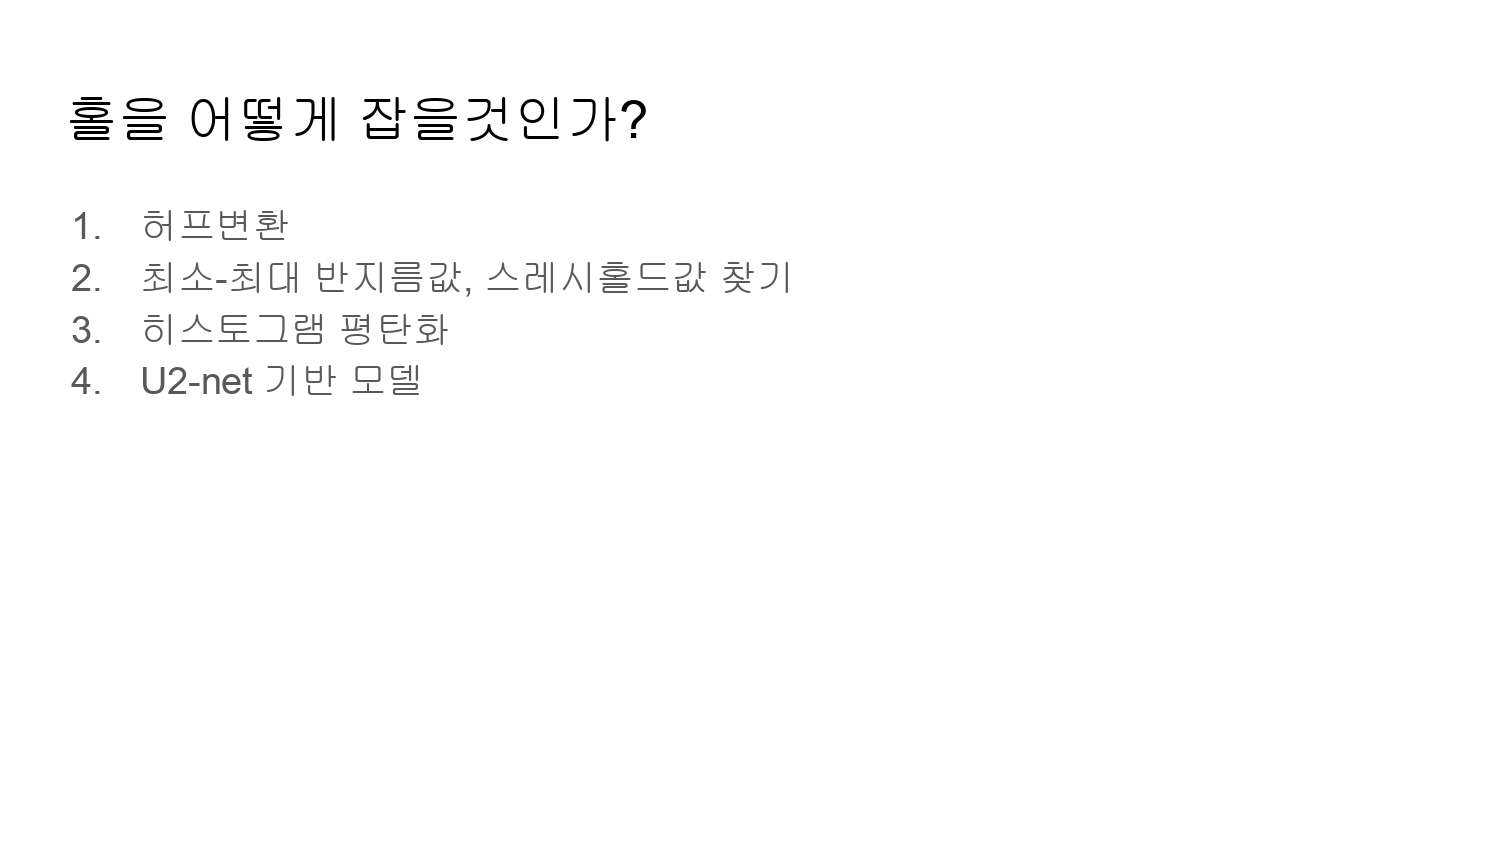 홀을 어떻게 잡을것인가?
1. 허프변환
2. 최소-최대 반지름값, 스레시홀드값 찾기
3. 히스토그램 평탄화
4. U2-net 기반 모델